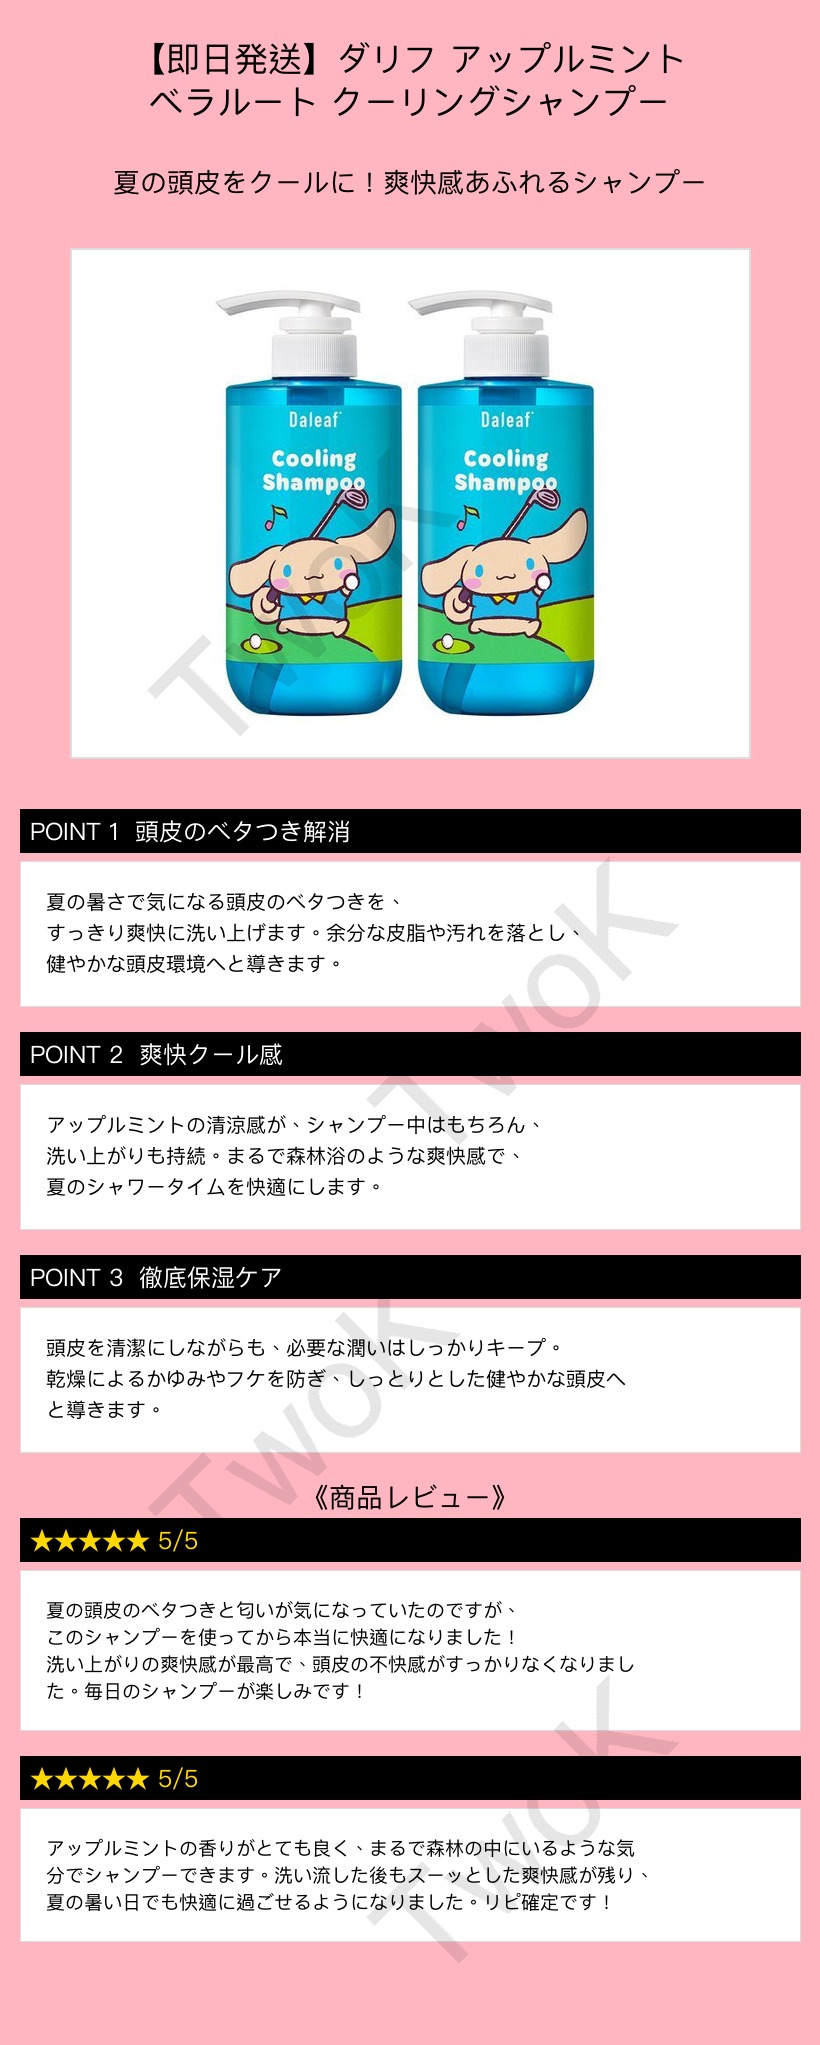 【即日発送】ダリフ アップルミント
ベラルート クーリングシャンプー
夏の頭皮をクールに！爽快感あふれるシャンプー
Daleaf
Cooling
Shampoo
Daleaf
Cooling
Shampoo
TwoK
POINT 1 頭皮のベタつき解消
夏の暑さで気になる頭皮のベタつきを、
すっきり爽快に洗い上げます。余分な皮脂や汚れを落とし、
健やかな頭皮環境へと導きます。
TwoK
POINT 2 爽快クール感
アップルミントの清涼感が、シャンプー中はもちろん、
洗い上がりも持続。まるで森林浴のような爽快感で、
夏のシャワータイムを快適にします。
POINT 3 徹底保湿ケア
頭皮を清潔にしながらも、必要な潤いはしっかりキープ。
乾燥によるかゆみやフケを防ぎ、しっとりとした健やかな頭皮へ
と導きます。
TwoK
《商品レビュー》
★★★★★ 5/5
夏の頭皮のベタつきと匂いが気になっていたのですが、
このシャンプーを使ってから本当に快適になりました！
洗い上がりの爽快感が最高で、頭皮の不快感がすっかりなくなりまし
た。毎日のシャンプーが楽しみです！
★★★★★ 5/5
アップルミントの香りがとても良く、まるで森林の中にいるような気
分でシャンプーできます。洗い流した後もスーッとした爽快感が残り、
夏の暑い日でも快適に過ごせるようになりました。リピ確定です！
TwoK